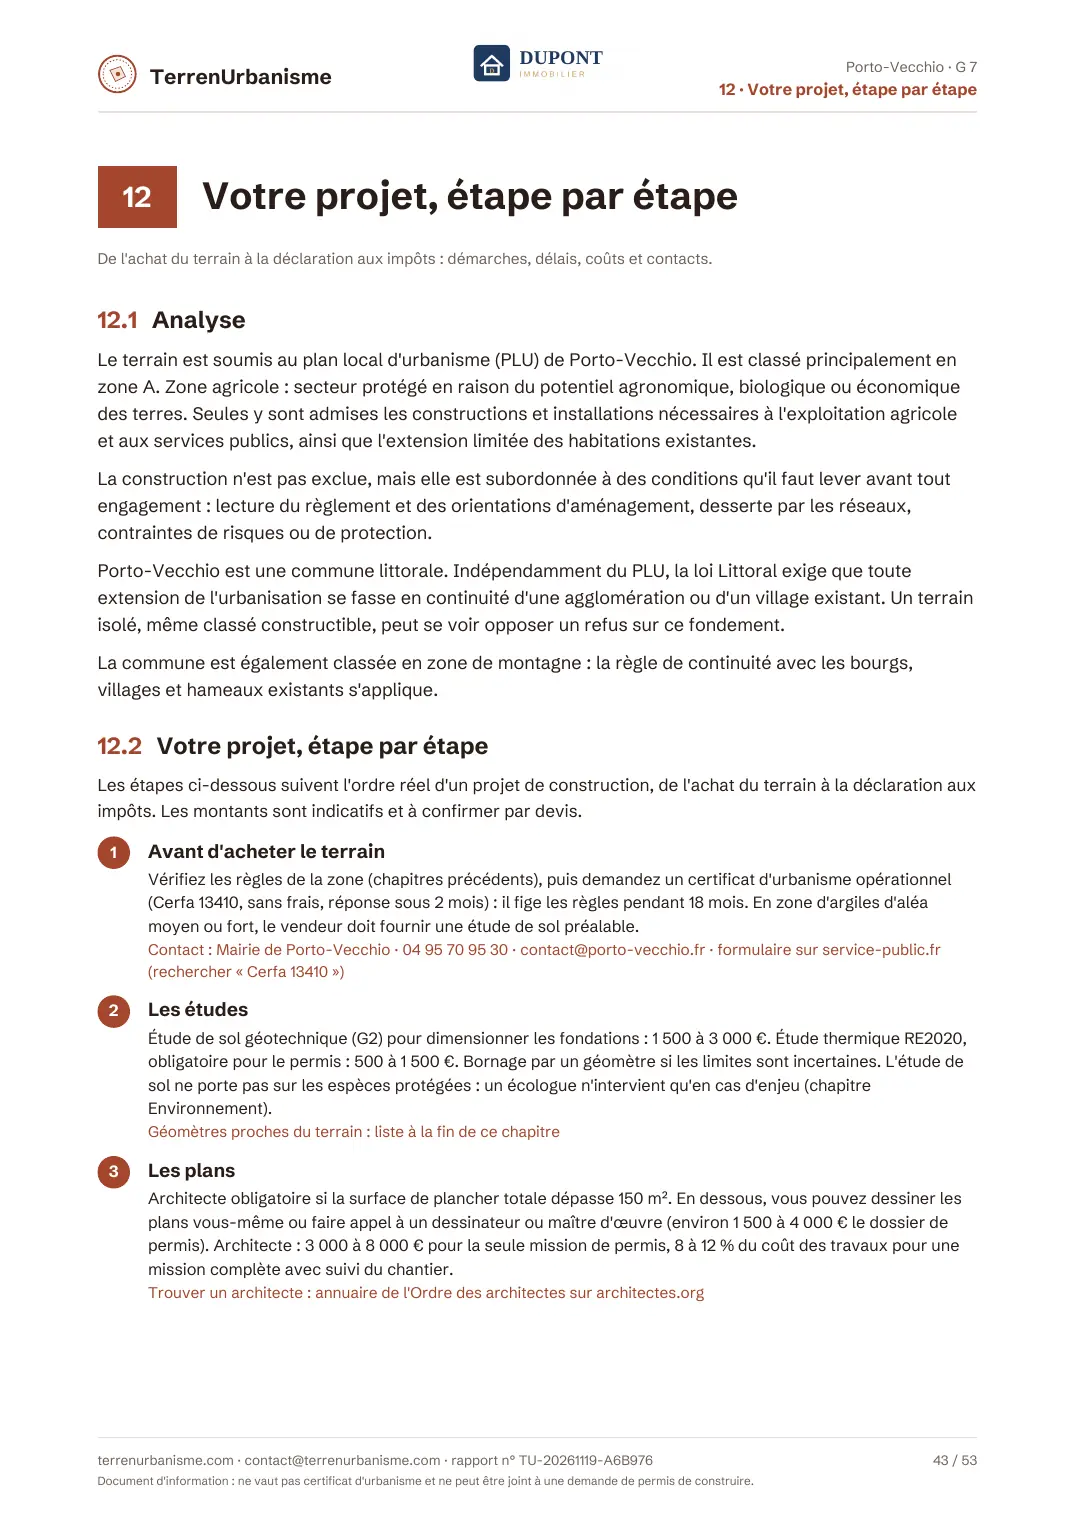 TerrenUrbanisme
DUPONT
IMMOBILIER
Porto-Vecchio · G 7
12 · Votre projet, étape par étape
12
Votre projet, étape par étape
De l'achat du terrain à la déclaration aux impôts : démarches, délais, coûts et contacts.
12.1 Analyse
Le terrain est soumis au plan local d'urbanisme (PLU) de Porto-Vecchio. Il est classé principalement en
zone A. Zone agricole : secteur protégé en raison du potentiel agronomique, biologique ou économique
des terres. Seules y sont admises les constructions et installations nécessaires à l'exploitation agricole
et aux services publics, ainsi que l'extension limitée des habitations existantes.
La construction n'est pas exclue, mais elle est subordonnée à des conditions qu'il faut lever avant tout
engagement : lecture du règlement et des orientations d'aménagement, desserte par les réseaux,
contraintes de risques ou de protection.
Porto-Vecchio est une commune littorale. Indépendamment du PLU, la loi Littoral exige que toute
extension de l'urbanisation se fasse en continuité d'une agglomération ou d'un village existant. Un terrain
isolé, même classé constructible, peut se voir opposer un refus sur ce fondement.
La commune est également classée en zone de montagne : la règle de continuité avec les bourgs,
villages et hameaux existants s'applique.
12.2 Votre projet, étape par étape
Les étapes ci-dessous suivent l'ordre réel d'un projet de construction, de l'achat du terrain à la déclaration aux
impôts. Les montants sont indicatifs et à confirmer par devis.
1 Avant d'acheter le terrain
Vérifiez les règles de la zone (chapitres précédents), puis demandez un certificat d'urbanisme opérationnel
(Cerfa 13410, sans frais, réponse sous 2 mois) : il fige les règles pendant 18 mois. En zone d'argiles d'aléa
moyen ou fort, le vendeur doit fournir une étude de sol préalable.
Contact : Mairie de Porto-Vecchio · 04 95 70 95 30 · contact@porto-vecchio.fr · formulaire sur service-public.fr
(rechercher « Cerfa 13410 »)
2 Les études
Étude de sol géotechnique (G2) pour dimensionner les fondations : 1 500 à 3 000 €. Étude thermique RE2020,
obligatoire pour le permis : 500 à 1 500 €. Bornage par un géomètre si les limites sont incertaines. L'étude de
sol ne porte pas sur les espèces protégées : un écologue n'intervient qu'en cas d'enjeu (chapitre
Environnement).
Géomètres proches du terrain : liste à la fin de ce chapitre
3 Les plans
Architecte obligatoire si la surface de plancher totale dépasse 150 m². En dessous, vous pouvez dessiner les
plans vous-même ou faire appel à un dessinateur ou maître d'œuvre (environ 1 500 à 4 000 € le dossier de
permis). Architecte : 3 000 à 8 000 € pour la seule mission de permis, 8 à 12 % du coût des travaux pour une
mission complète avec suivi du chantier.
Trouver un architecte : annuaire de l'Ordre des architectes sur architectes.org
terrenurbanisme.com · contact@terrenurbanisme.com · rapport n° TU-20261119-A6B976
43 / 53
Document d'information : ne vaut pas certificat d'urbanisme et ne peut être joint à une demande de permis de construire.